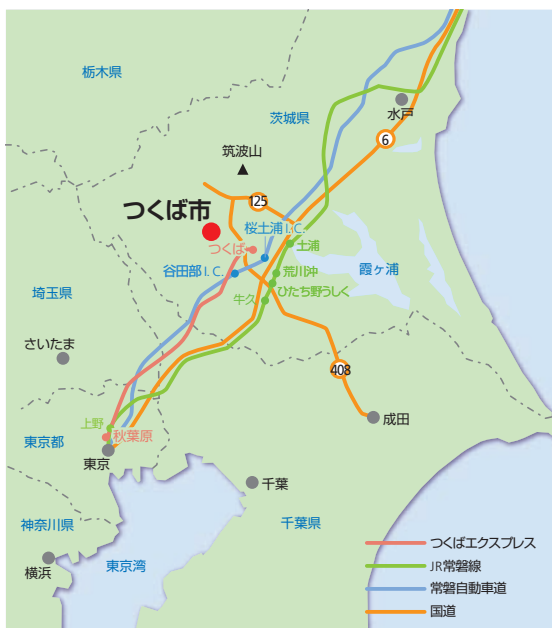 栃木県
水戸
茨城県
6
筑波山
125
つくば市
桜土浦I.C.
つくば
土浦
谷田部I.C.
荒川沖
霞ヶ浦
ひたち野うしく
牛久
埼玉県
さいたま
408
成田
上野
秋葉原
東京都
東京
千葉
神奈川県
千葉県
つくばエクスプレス
東京湾
JR常磐線
横浜
常磐自動車道
国道